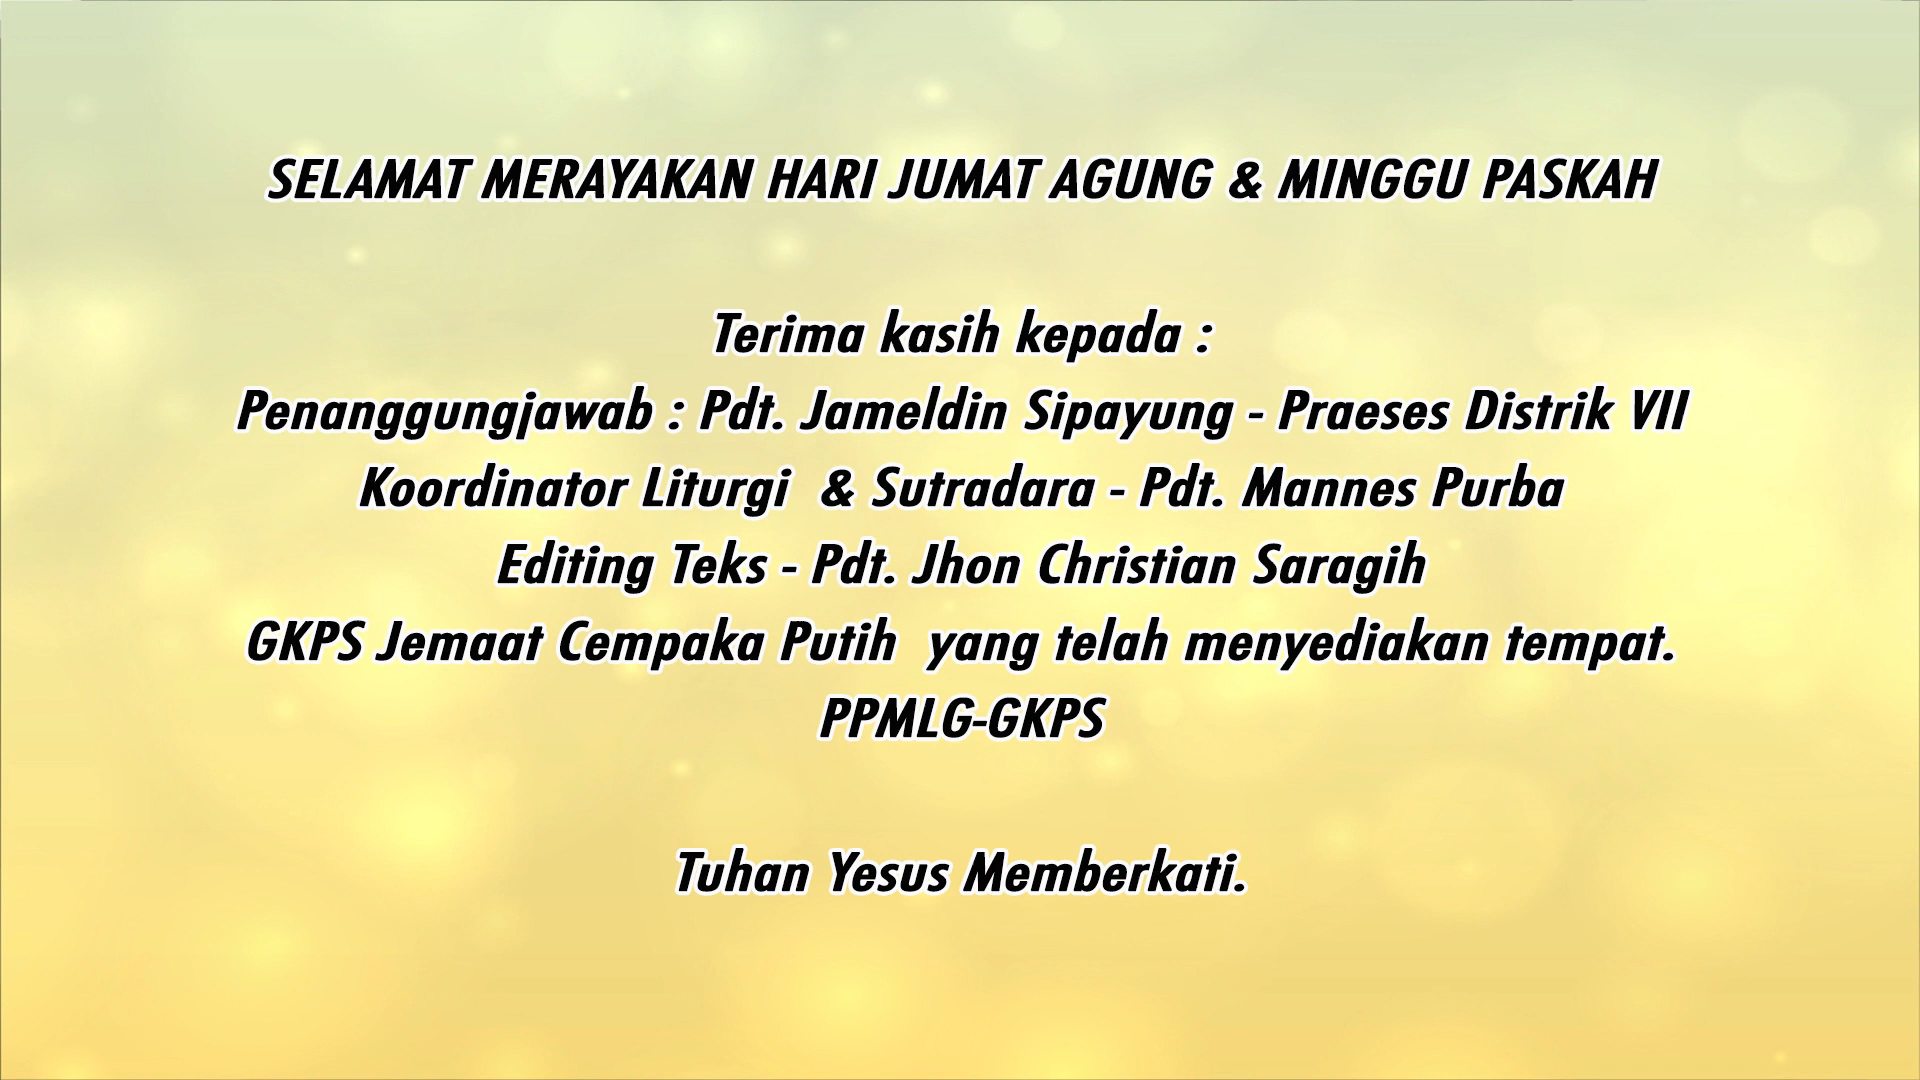 SELAMAT MERAYAKAN HARI JUMAT AGUNG & MINGGU PASKAH
Terima kasih kepada :
Penanggungjawab : Pdt. Jameldin Sipayung - Praeses Distrik VII
Koordinator Liturgi  & Sutradara - Pdt. Mannes Purba
Editing Teks - Pdt. Jhon Christian Saragih
GKPS Jemaat Cempaka Putih  yang telah menyediakan tempat.
PPMLG-GKPS
Tuhan Yesus Memberkati.